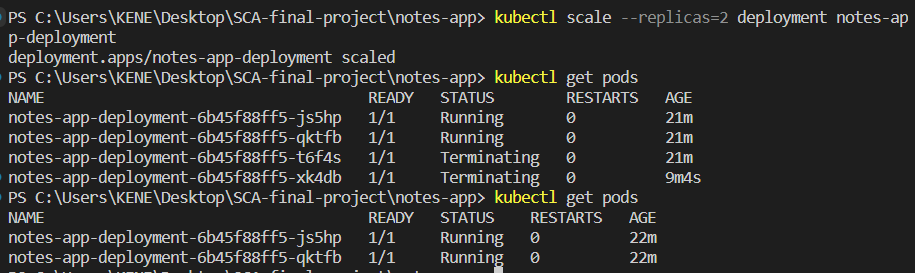 PS C:\Users\KENE\Desktop\SCA-final-project\notes-app> kubectl scale --replicas=2 deployment notes-ap
p-deployment
deployment.apps/notes-app-deployment scaled
PS C:\Users\KENE\Desktop\SCA-final-project\notes-app> kubectl get pods
NAME READY STATUS RESTARTS AGE
notes-app-deployment-6b45f88ff5-js5hp 1/1 Running 0 21m
notes-app-deployment-6b45f88ff5-qktfb 1/1 Running 0 21m
notes-app-deployment-6b45f88ff5-t6f4s 1/1 Terminating 0 21m
notes-app-deployment-6b45f88ff5-xk4db 1/1 Terminating 0 9m4s
PS C:\Users\KENE\Desktop\SCA-final-project\notes-app> kubectl get pods
NAME READY STATUS RESTARTS AGE
notes-app-deployment-6b45f88ff5-js5hp 1/1 Running 0 22m
notes-app-deployment-6b45f88ff5-qktfb 1/1 Running 0 22m